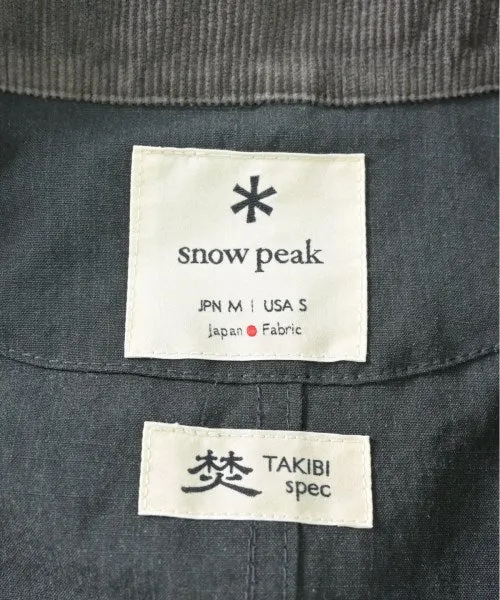 snow peak
JPN M | USA S
Japan Fabric
焚 TAKIBI
spec